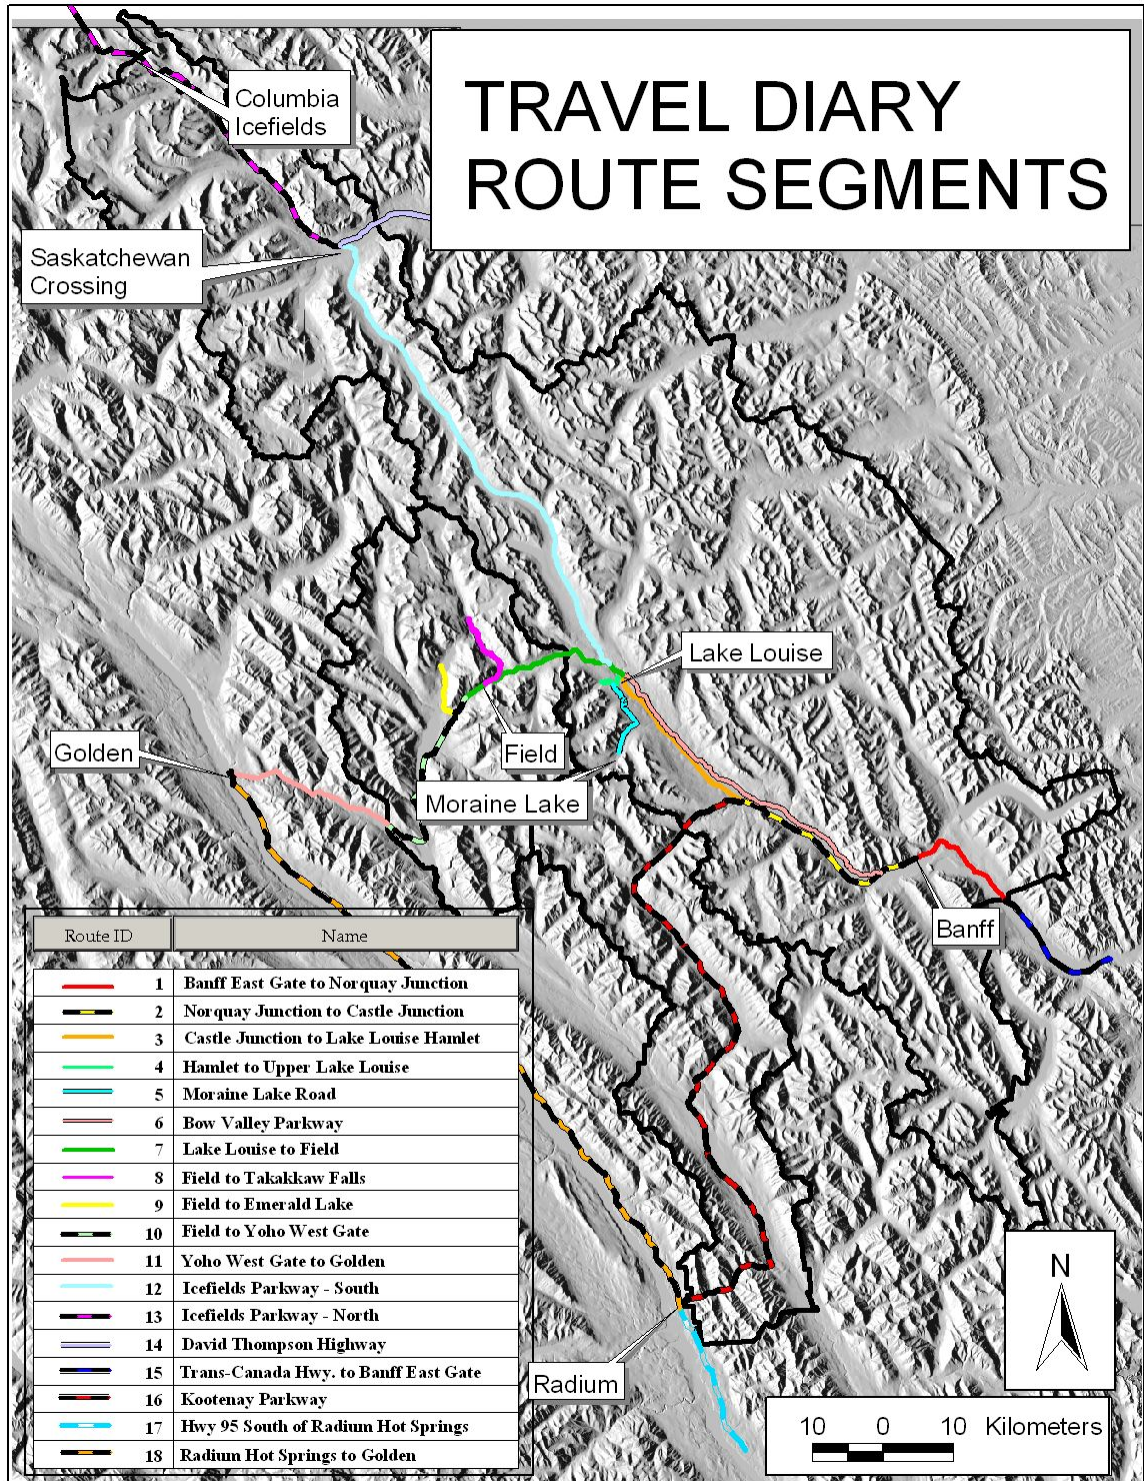 TRAVEL DIARY
ROUTE SEGMENTS
Columbia
Icefields
Saskatchewan
Crossing
Lake Louise
Golden
Field
Moraine Lake
Banff
Radium
Route ID Name
1 Banff East Gate to Norquay Junction
2 Norquay Junction to Castle Junction
3 Castle Junction to Lake Louise Hamlet
4 Hamlet to Upper Lake Louise
5 Moraine Lake Road
6 Bow Valley Parkway
7 Lake Louise to Field
8 Field to Takakkaw Falls
9 Field to Emerald Lake
10 Field to Yoho West Gate
11 Yoho West Gate to Golden
12 Icefields Parkway - South
13 Icefields Parkway - North
14 David Thompson Highway
15 Trans-Canada Hwy. to Banff East Gate
16 Kootenay Parkway
17 Hwy 95 South of Radium Hot Springs
18 Radium Hot Springs to Golden
N
10 0 10 Kilometers